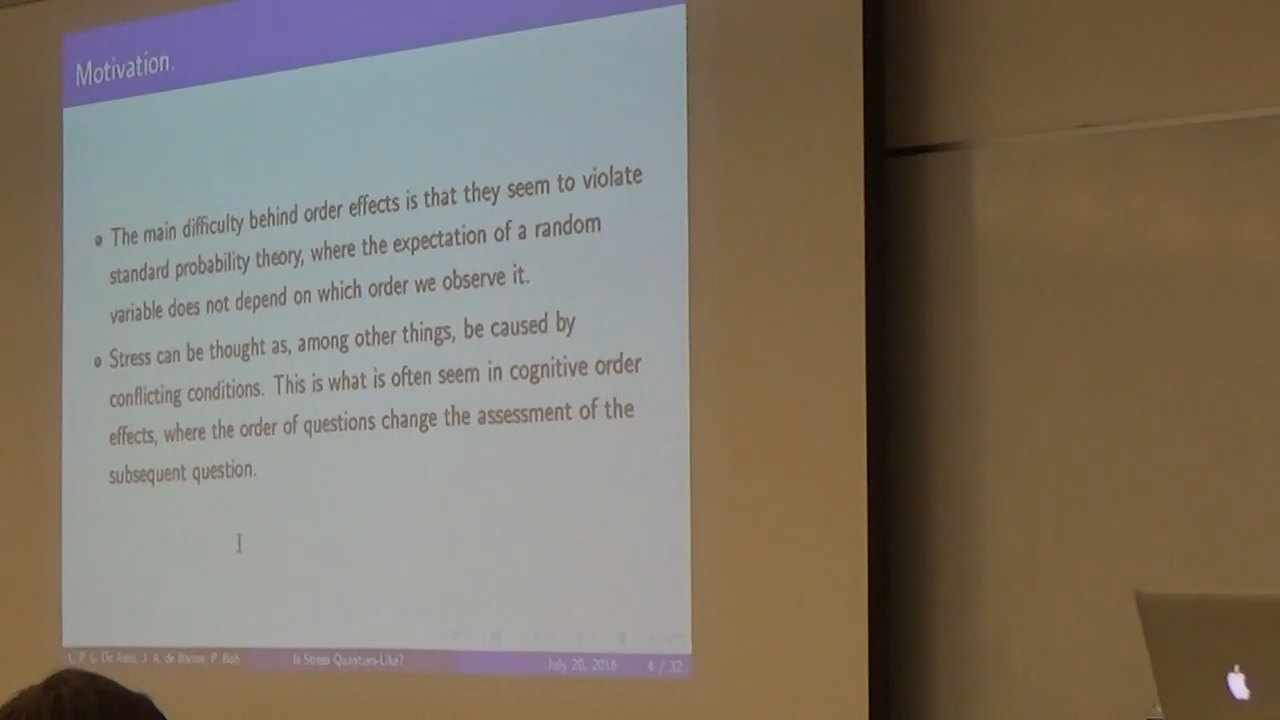 Motivation.
The main difficulty behind order effects is that they seem to violate
standard probability theory, where the expectation of a random
variable does not depend on which order we observe it.
Stress can be thought as, among other things, be caused by
conflicting conditions. This is what is often seem in cognitive order
effects, where the order of questions change the assessment of the
subsequent question.
L. P. G. De Assis, J. A. de Barros, P. Bob
Is Stress Quantum-Like?
July 20, 2016
4 / 32